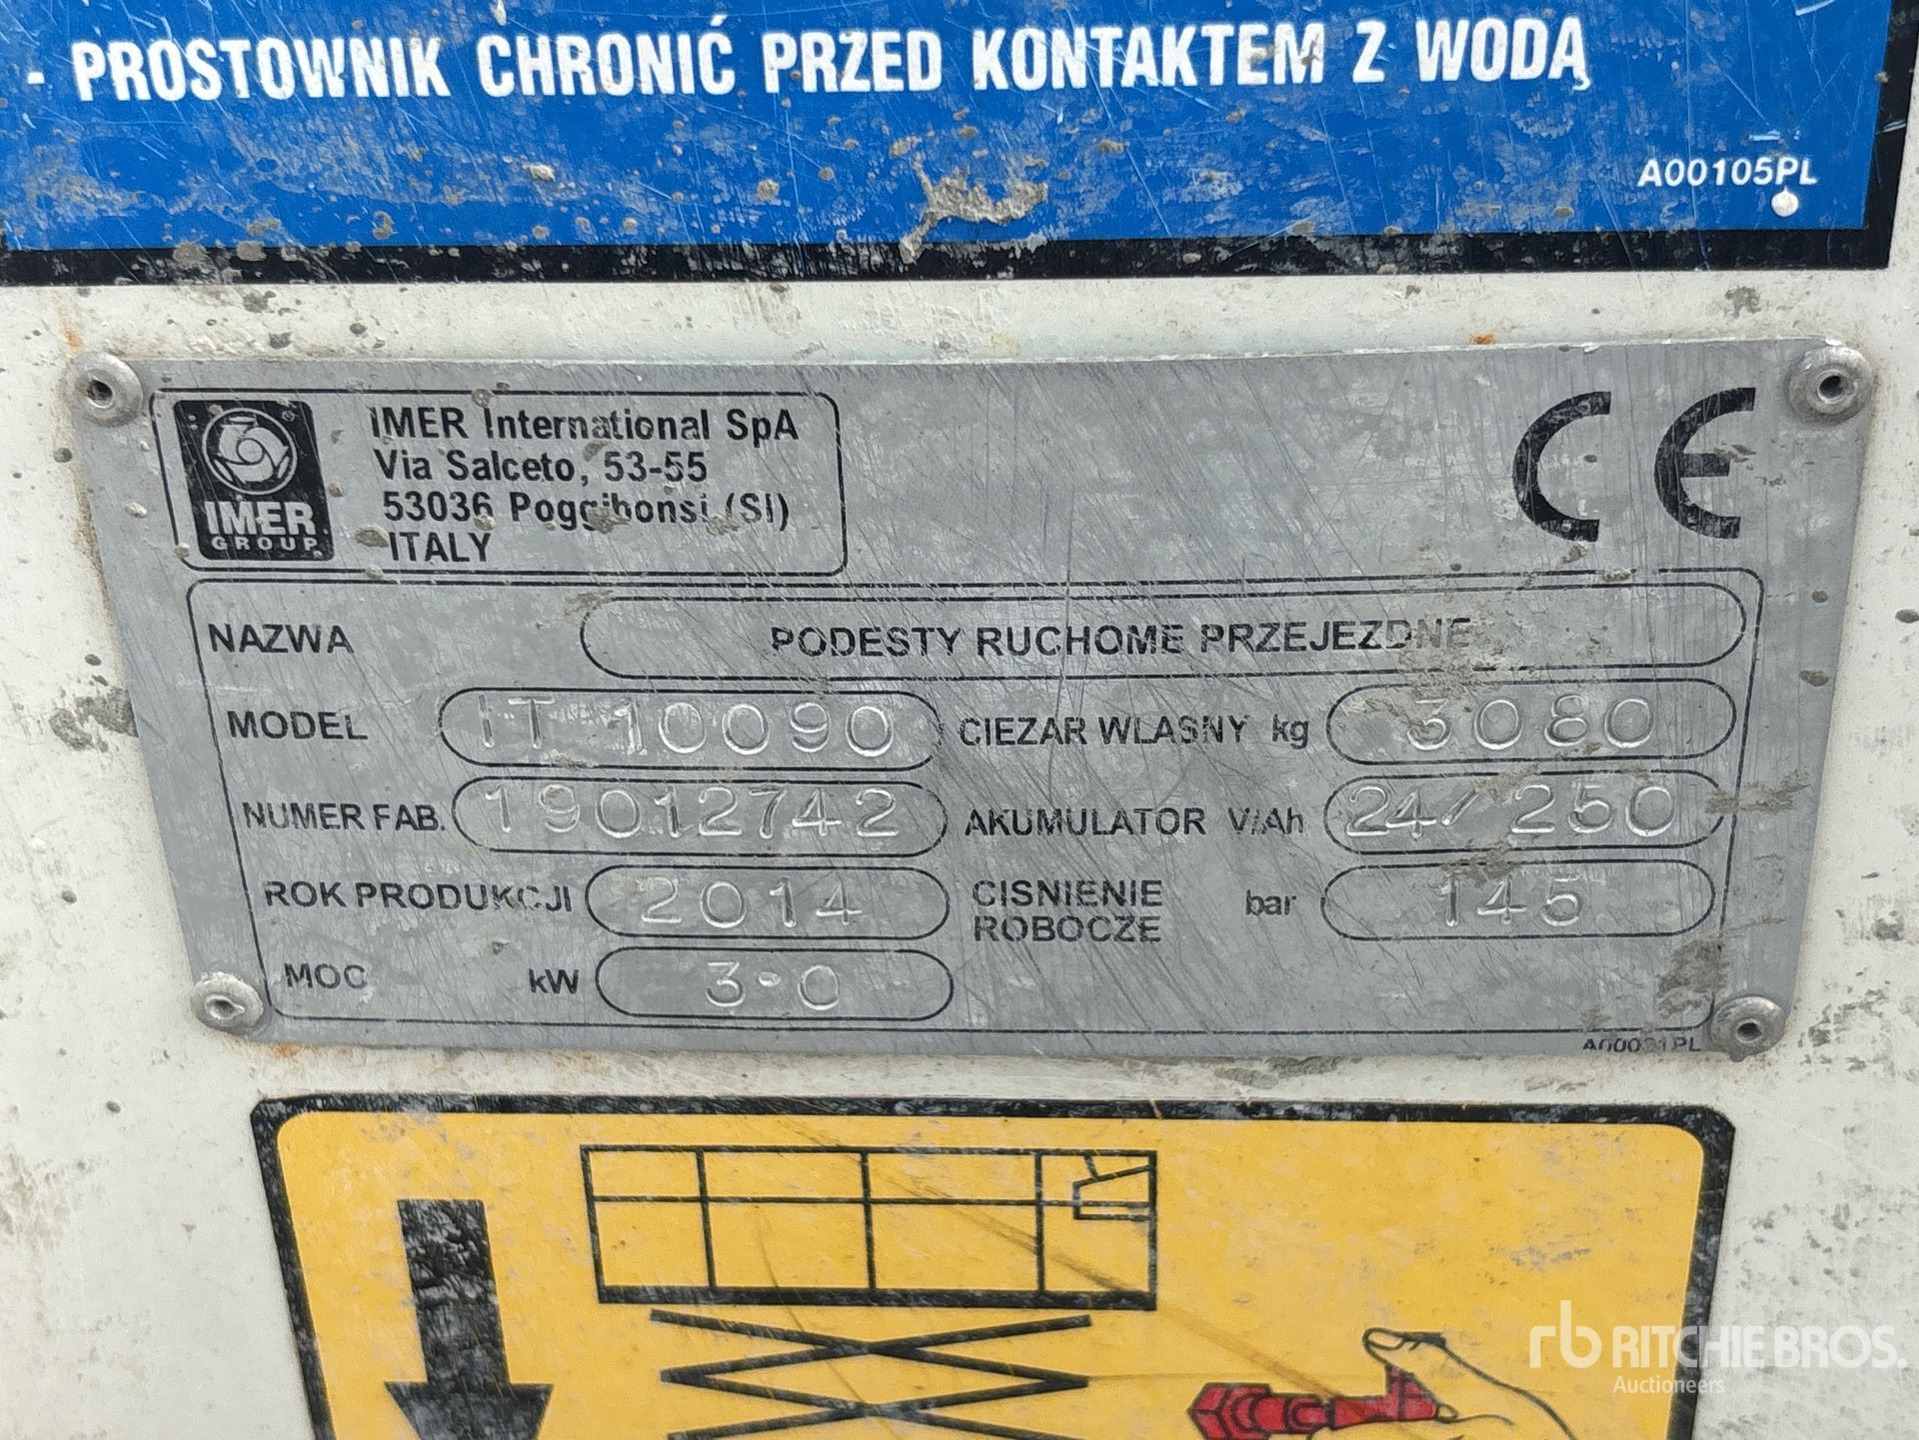 - PROSTOWNIK CHRONIĆ PRZED KONTAKTEM Z WODĄ
A00105PL
IMER
GROUP
IMER International SpA
Via Salceto, 53-55
53036 Poggibonsi (SI)
ITALY
CE
NAZWA PODESTY RUCHOME PRZEJEZDNE
MODEL IT 10090 CIEZAR WLASNY kg 3080
NUMER FAB. 19012742 AKUMULATOR V/Ah 24/250
ROK PRODUKCJI 2014 CISNIENIE ROBOCZE bar 145
MOC kW 3.0
A00031PL
rb RITCHIE BROS.
Auctioneers